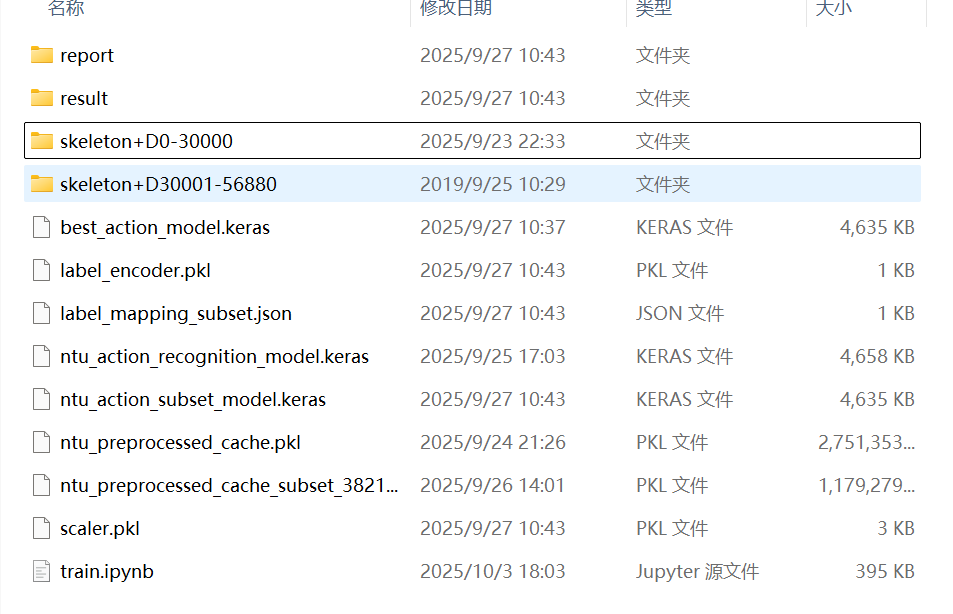 名称 修改日期 类型 大小
report 2025/9/27 10:43 文件夹
result 2025/9/27 10:43 文件夹
skeleton+D0-30000 2025/9/23 22:33 文件夹
skeleton+D30001-56880 2019/9/25 10:29 文件夹
best_action_model.keras 2025/9/27 10:37 KERAS 文件 4,635 KB
label_encoder.pkl 2025/9/27 10:43 PKL 文件 1 KB
label_mapping_subset.json 2025/9/27 10:43 JSON 文件 1 KB
ntu_action_recognition_model.keras 2025/9/25 17:03 KERAS 文件 4,658 KB
ntu_action_subset_model.keras 2025/9/27 10:43 KERAS 文件 4,635 KB
ntu_preprocessed_cache.pkl 2025/9/24 21:26 PKL 文件 2,751,353...
ntu_preprocessed_cache_subset_3821... 2025/9/26 14:01 PKL 文件 1,179,279...
scaler.pkl 2025/9/27 10:43 PKL 文件 3 KB
train.ipynb 2025/10/3 18:03 Jupyter 源文件 395 KB